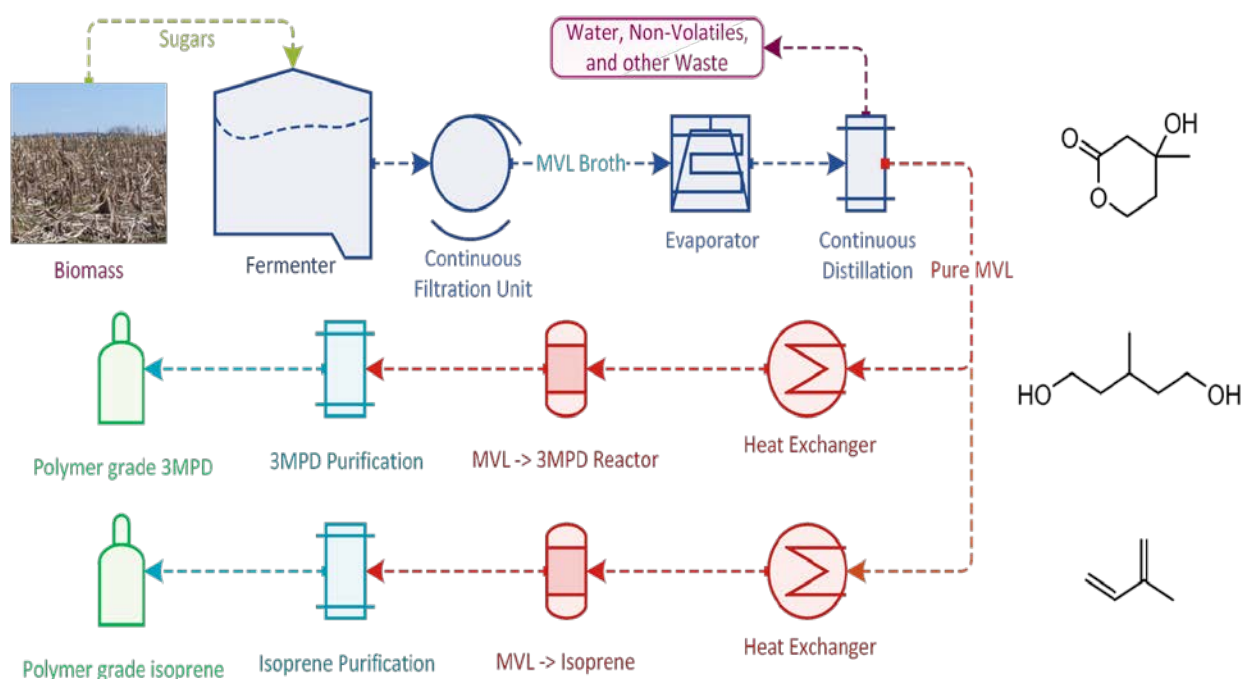 Sugars
Water, Non-Volatiles,
and other Waste
OH
O
O
MVL Broth
Biomass
Fermenter
Continuous
Filtration Unit
Evaporator
Continuous
Distillation
Pure MVL
HO
OH
Polymer grade 3MPD
3MPD Purification
MVL -> 3MPD Reactor
Heat Exchanger
Polymer grade isoprene
Isoprene Purification
MVL -> Isoprene
Heat Exchanger